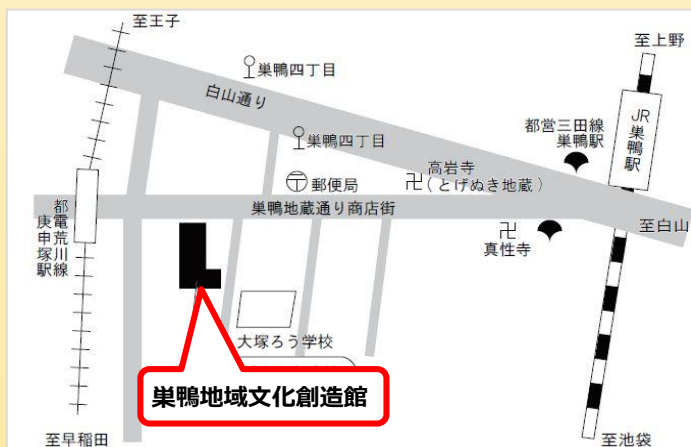 至王子
至上野
巣鴨四丁目
白山通り
JR巣鴨駅
都営三田線
巣鴨駅
巣鴨四丁目
高岩寺
(とげぬき地蔵)
郵便局
巣鴨地蔵通り商店街
都電荒川線
庚申塚駅
至白山
真性寺
大塚ろう学校
巣鴨地域文化創造館
至早稲田
至池袋